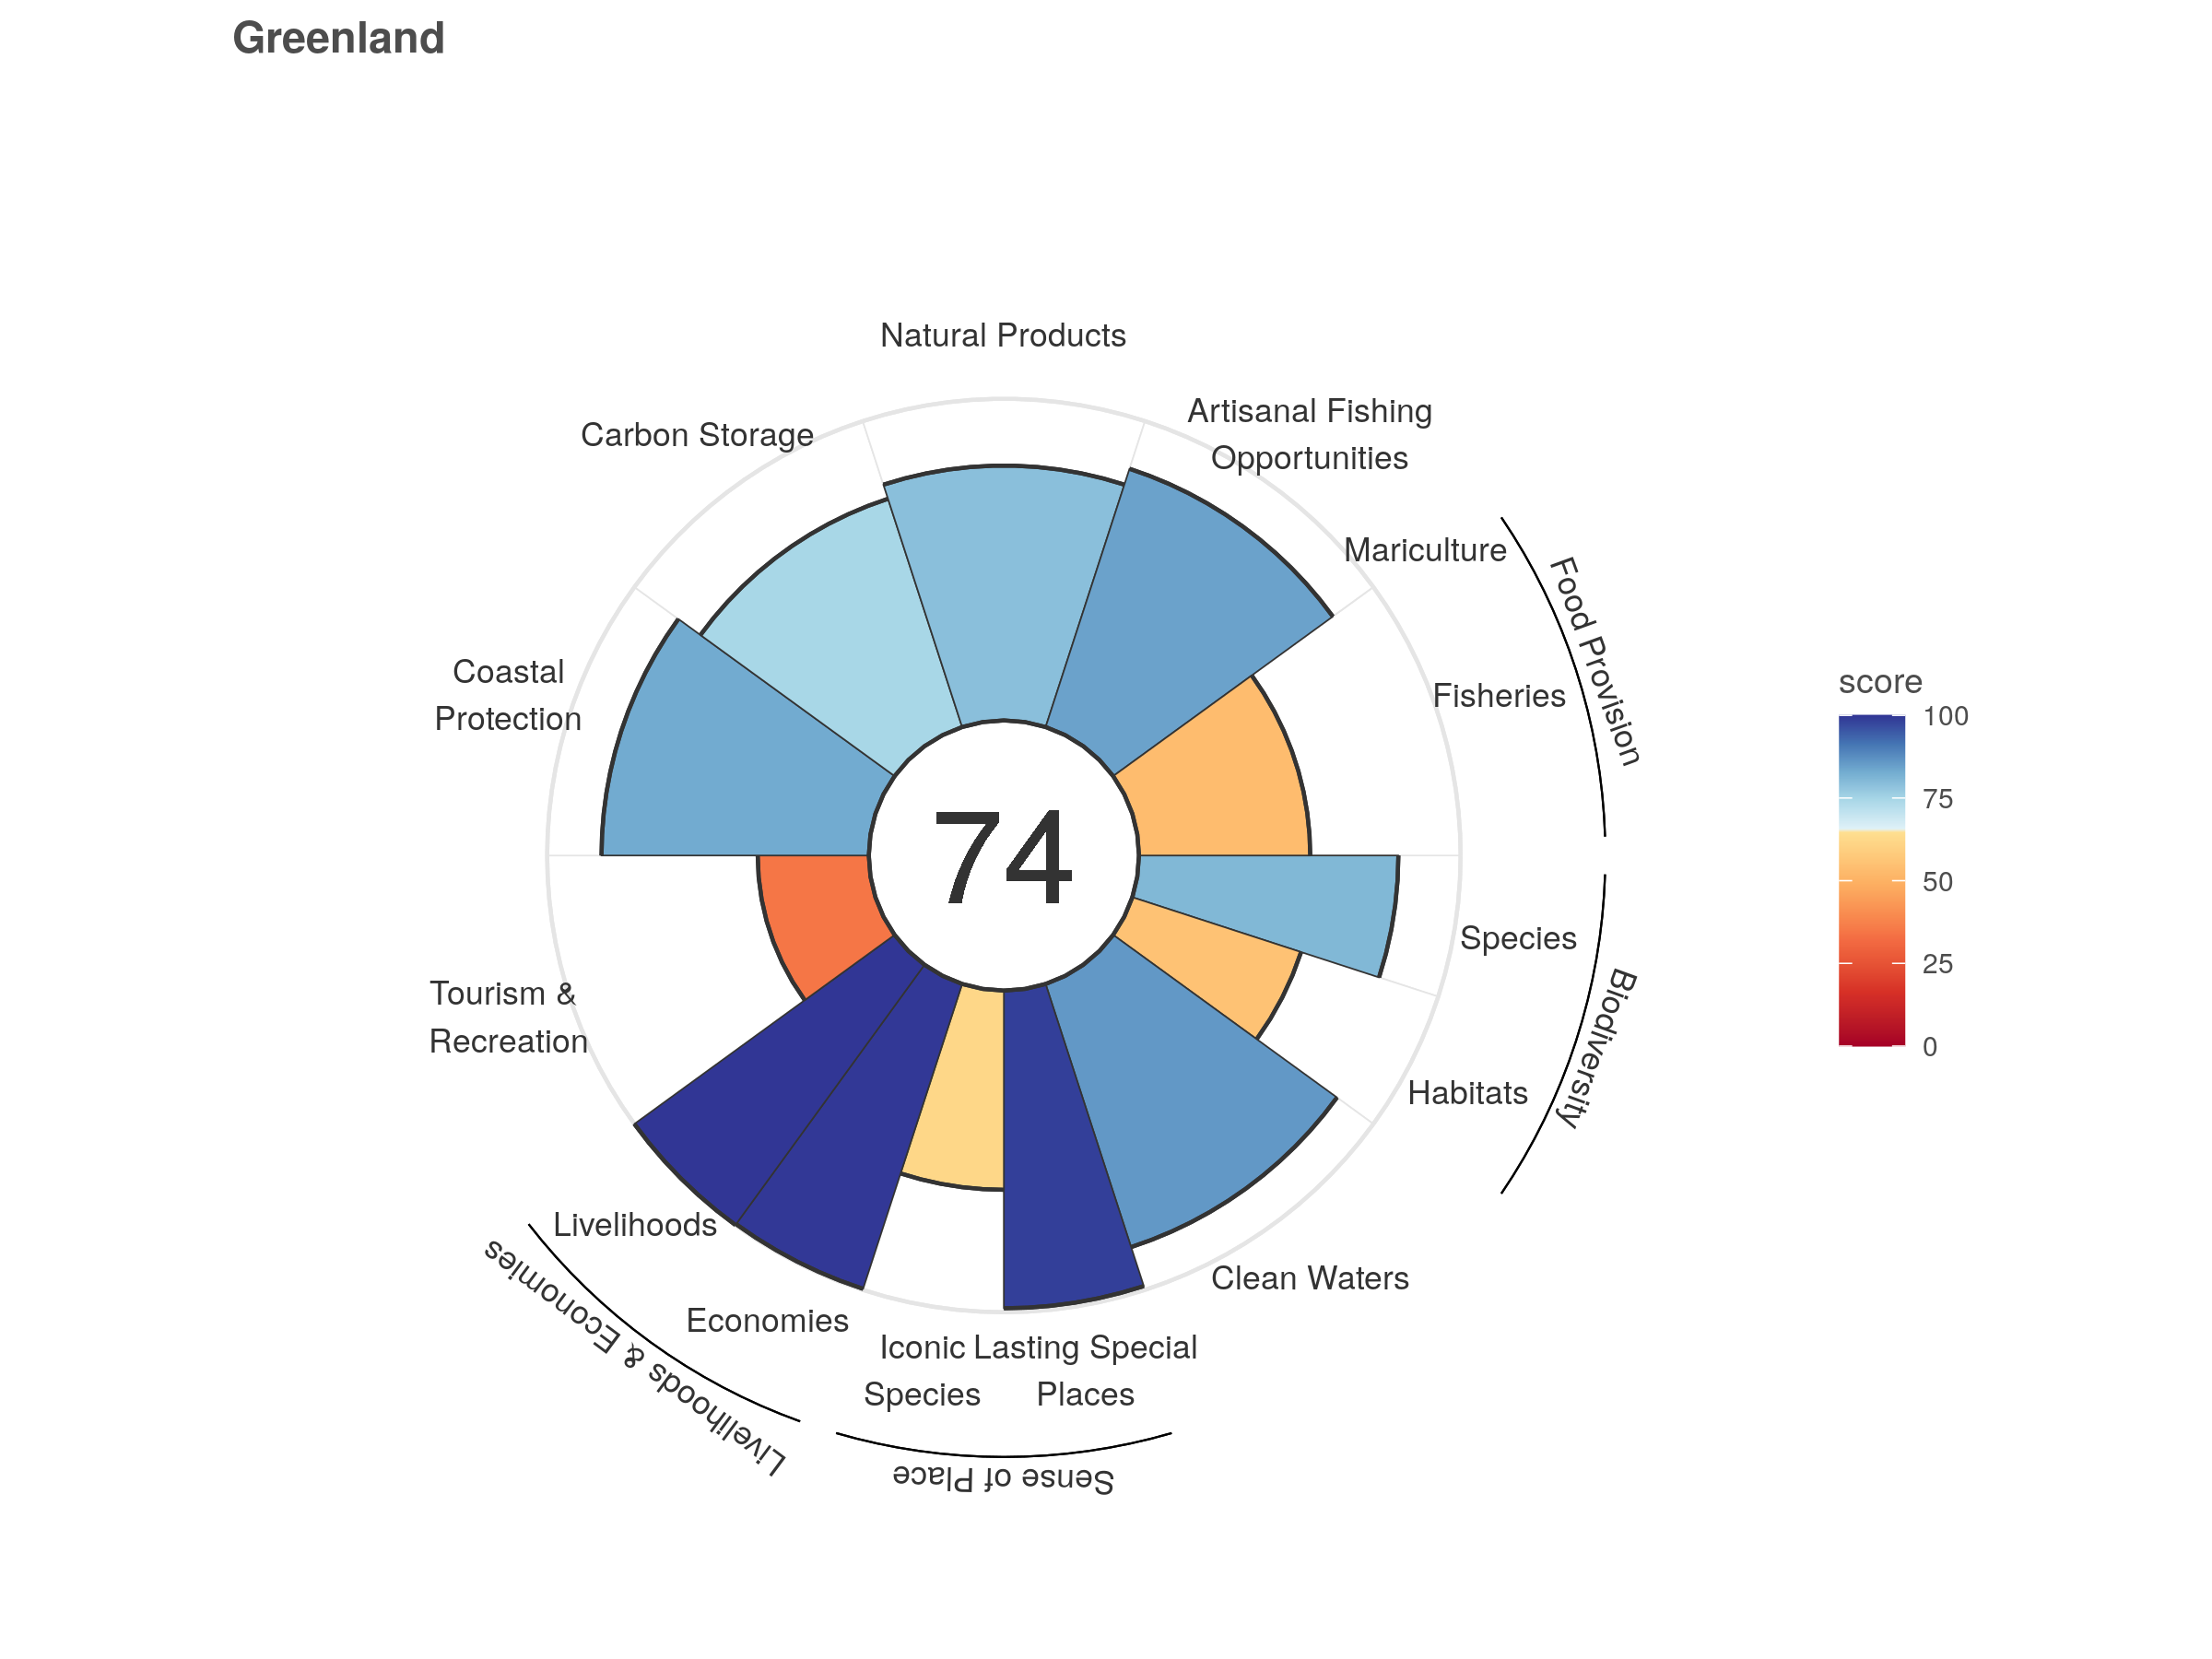 Greenland
Natural Products
Artisanal Fishing
Opportunities
Carbon Storage
Mariculture
Food Provision
Fisheries
Coastal
Protection
74
Species
Biodiversity
Habitats
Tourism &
Recreation
Livelihoods
Livelihoods & Economies
Economies
Clean Waters
Iconic
Species
Lasting Special
Places
Sense of Place
score
100
75
50
25
0